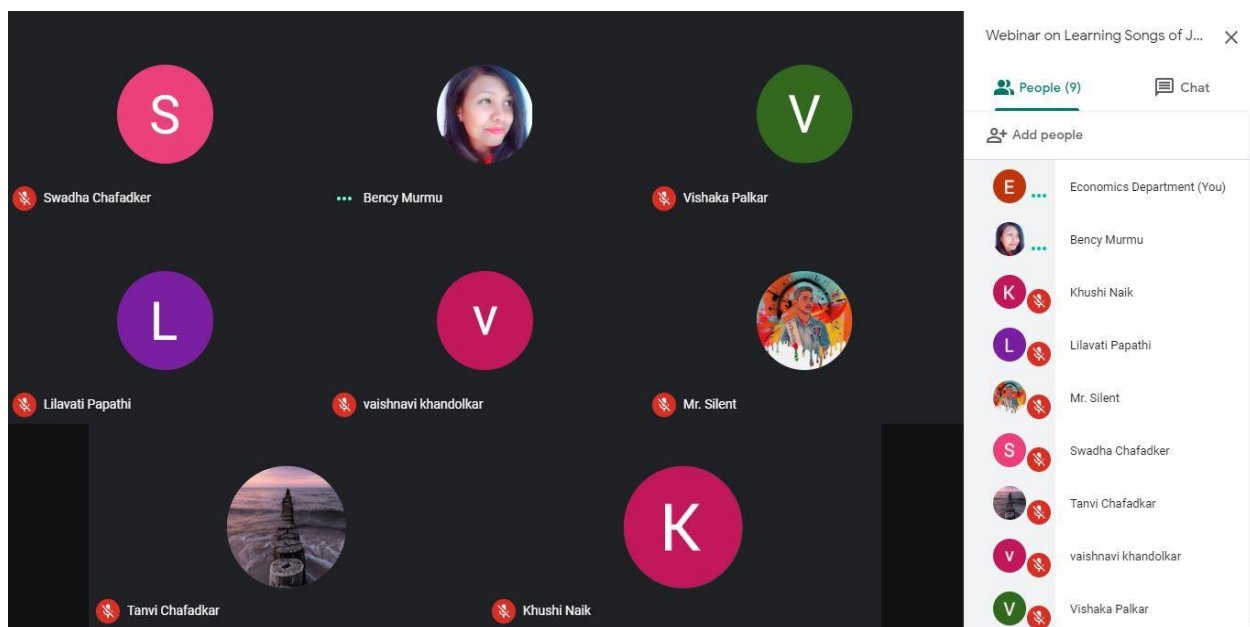 S
Swadha Chafadker
Bency Murmu
V
Vishaka Palkar
L
Lilavati Papathi
v
vaishnavi khandolkar
Mr. Silent
Tanvi Chafadkar
K
Khushi Naik
Webinar on Learning Songs of J...
People (9)
Chat
Add people
E
Economics Department (You)
Bency Murmu
K
Khushi Naik
L
Lilavati Papathi
Mr. Silent
S
Swadha Chafadker
Tanvi Chafadkar
v
vaishnavi khandolkar
V
Vishaka Palkar